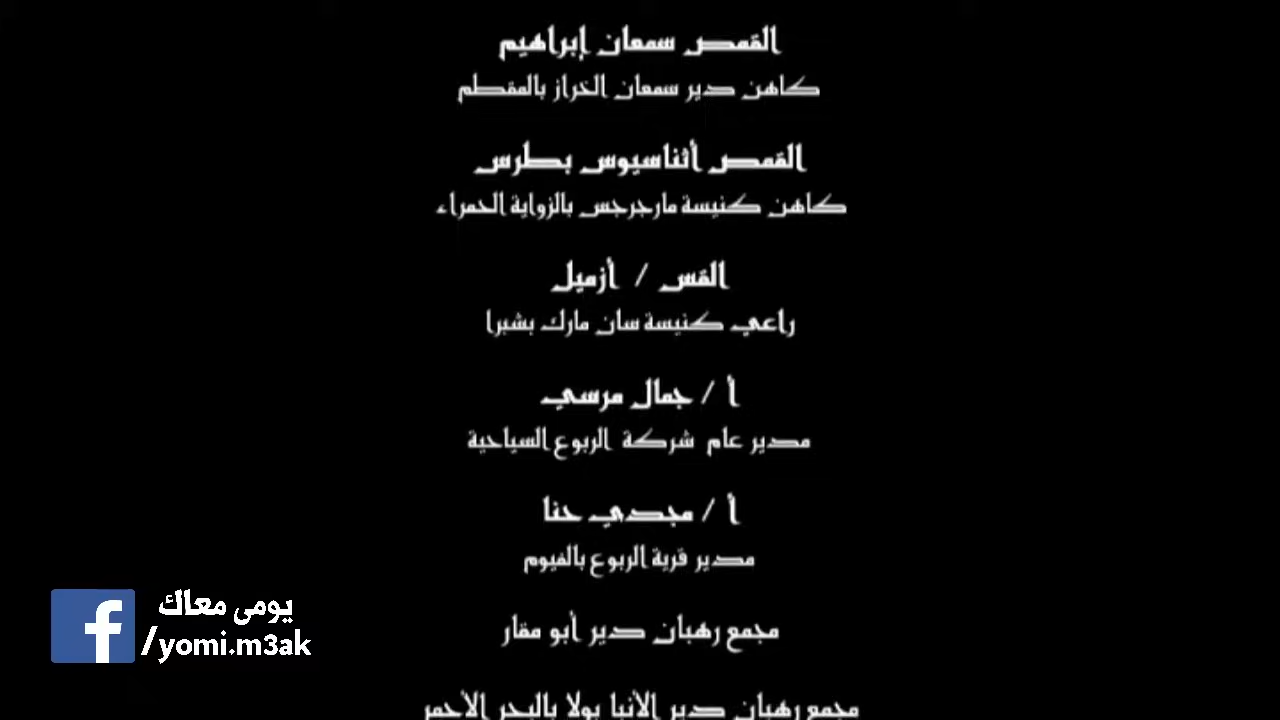 القمص سمعان إبراهيم
كاهن دير سمعان الخراز بالمقطم
القمص أثناسيوس بطرس
كاهن كنيسة مارجرجس بالزواية الحمراء
القس / أزميل
راعي كنيسة سان مارك بشبرا
أ / جمال مرسي
مدير عام شركة الربوع السياحية
أ / مجدي حنا
مدير قرية الربوع بالفيوم
مجمع رهبان دير أبو مقار
مجمع رهبان دير الأنبا بولا بالبحر الأحمر
يومى معاك
/yomi.m3ak